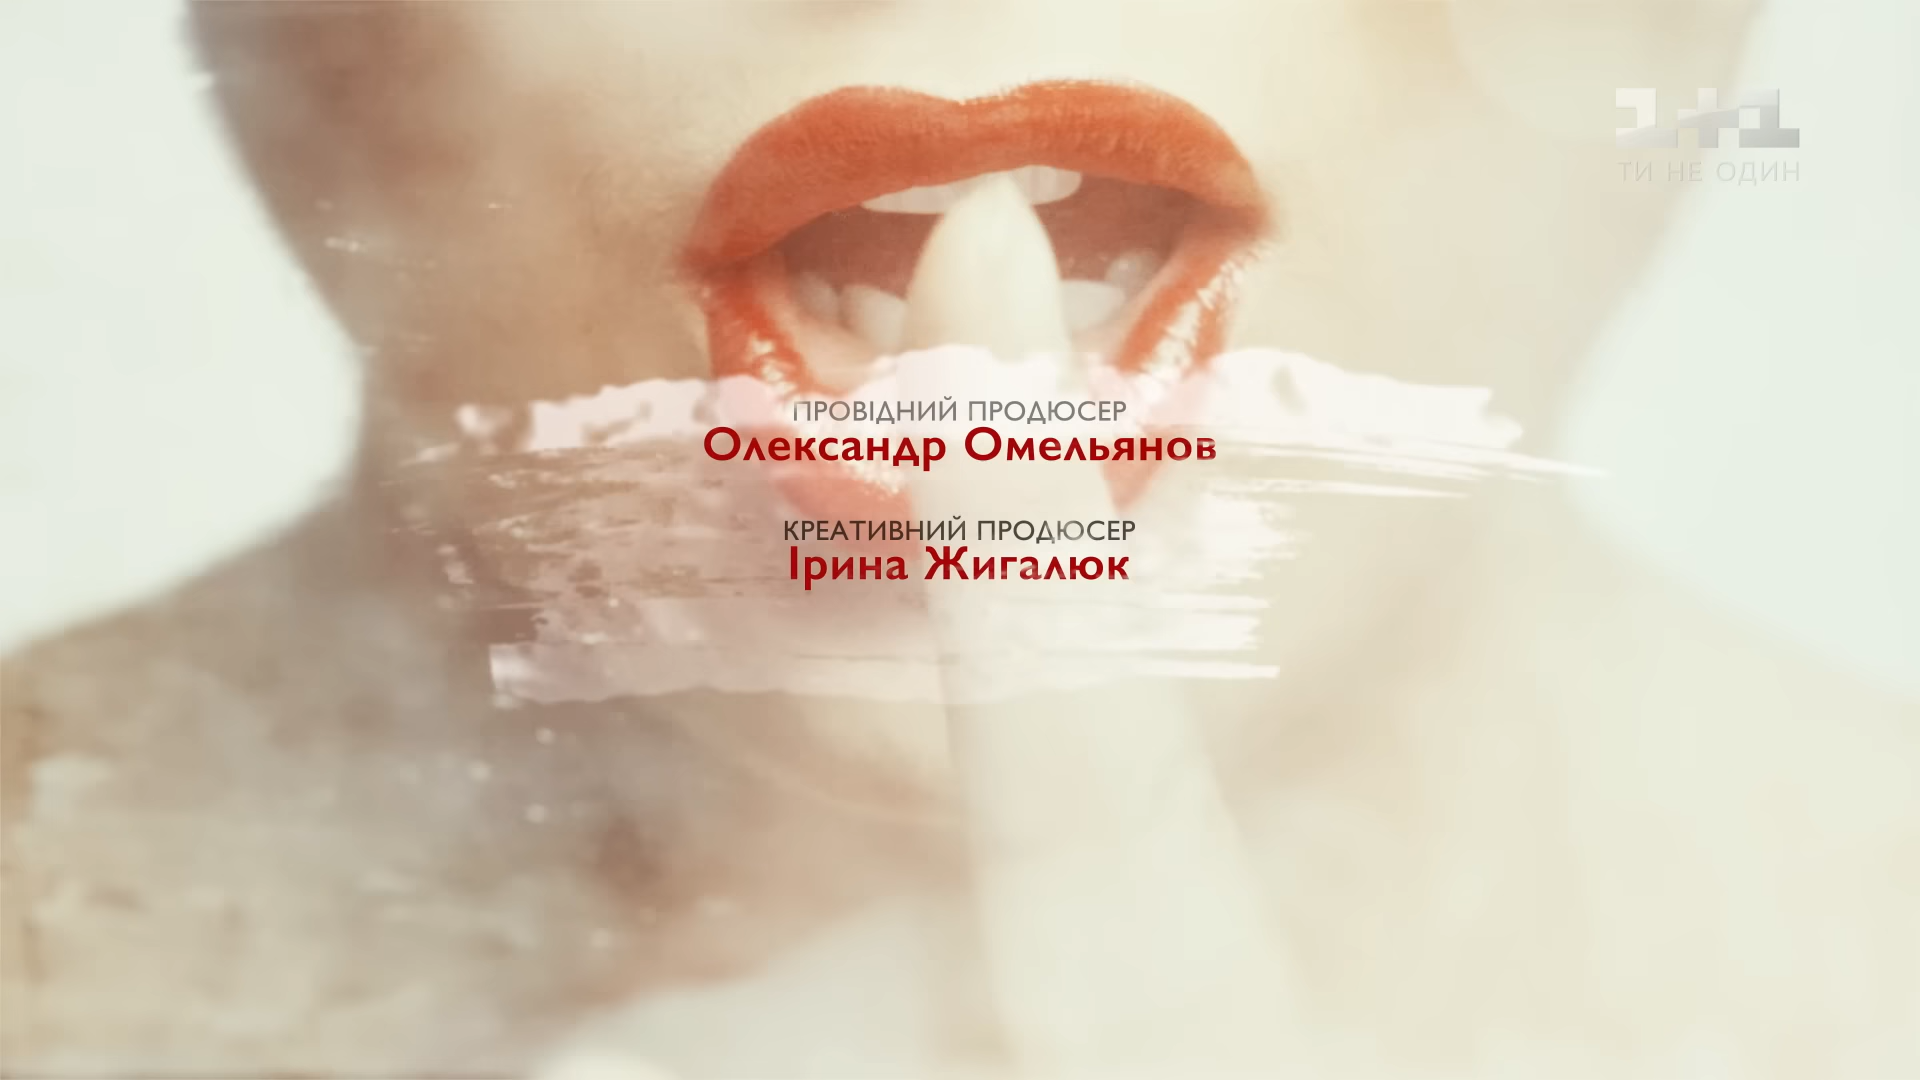 1+1
ТИ НЕ ОДИН
ПРОВІДНИЙ ПРОДЮСЕР
Олександр Омельянов
КРЕАТИВНИЙ ПРОДЮСЕР
Ірина Жигалюк